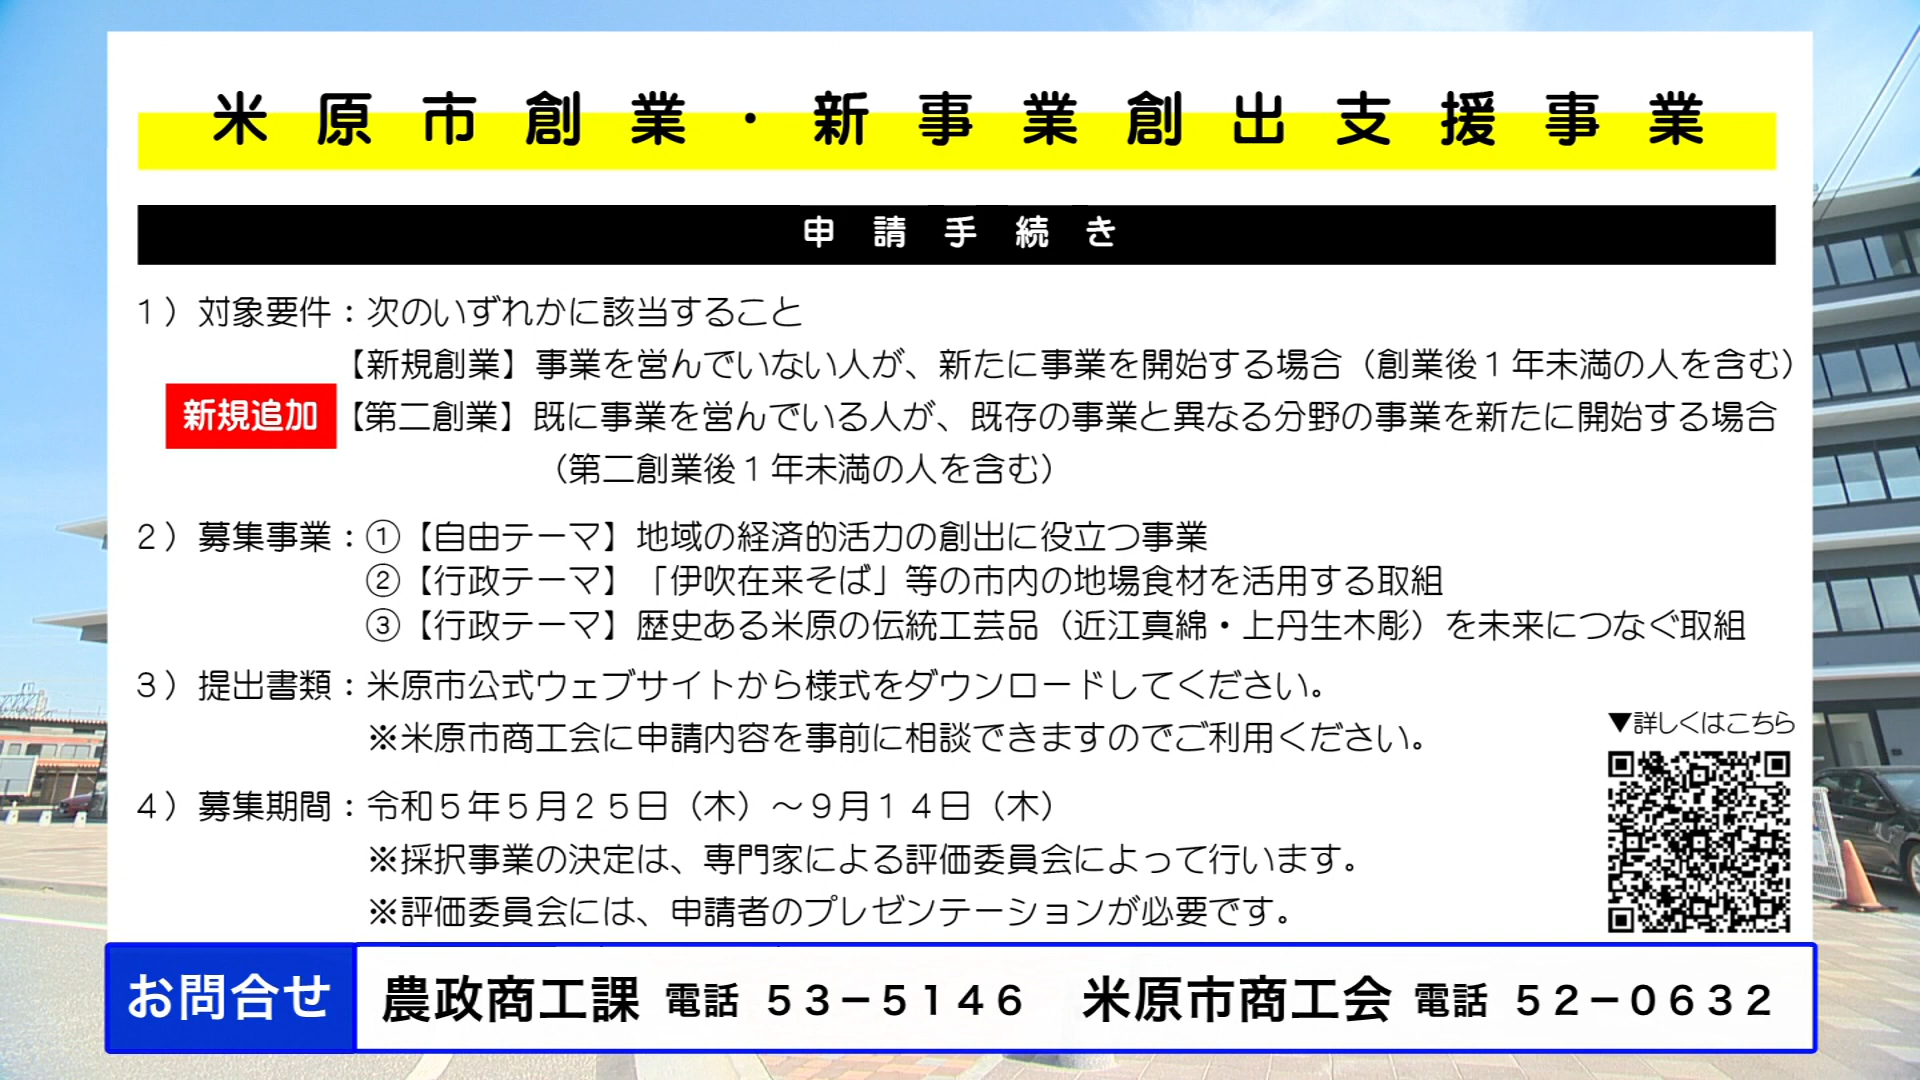 米原市創業・新事業創出支援事業
申請手続き
１）対象要件：次のいずれかに該当すること
【新規創業】事業を営んでいない人が、新たに事業を開始する場合（創業後１年未満の人を含む）
新規追加【第二創業】既に事業を営んでいる人が、既存の事業と異なる分野の事業を新たに開始する場合
（第二創業後１年未満の人を含む）
２）募集事業：①【自由テーマ】地域の経済的活力の創出に役立つ事業
②【行政テーマ】「伊吹在来そば」等の市内の地場食材を活用する取組
③【行政テーマ】歴史ある米原の伝統工芸品（近江真綿・上丹生木彫）を未来につなぐ取組
３）提出書類：米原市公式ウェブサイトから様式をダウンロードしてください。
※米原市商工会に申請内容を事前に相談できますのでご利用ください。
４）募集期間：令和５年５月２５日（木）～９月１４日（木）
※採択事業の決定は、専門家による評価委員会によって行います。
※評価委員会には、申請者のプレゼンテーションが必要です。
▼詳しくはこちら
お問合せ 農政商工課 電話 ５３－５１４６ 米原市商工会 電話 ５２－０６３２